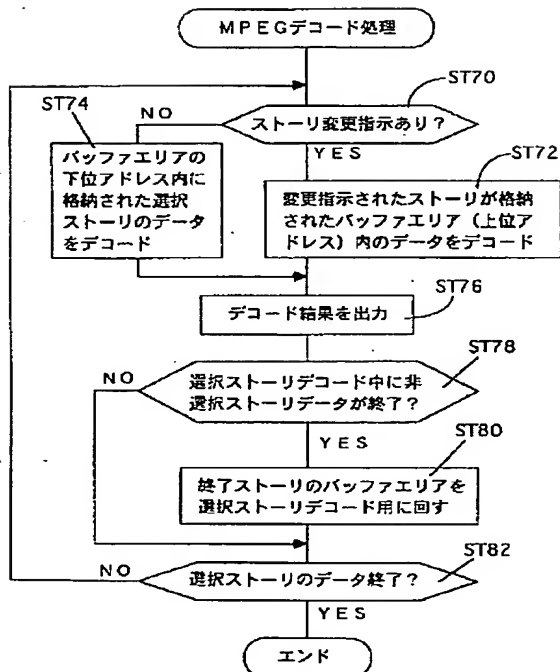 MPEGデコード処理
ST70
ST74
NO
ストーリ変更指示あり？
YES
ST72
バッファエリアの
下位アドレス内に
格納された選択
ストーリのデータ
をデコード
変更指示されたストーリが格納
されたバッファエリア（上位ア
ドレス）内のデータをデコード
ST76
デコード結果を出力
ST78
NO
選択ストーリデコード中に非
選択ストーリデータが終了？
YES
ST80
終了ストーリのバッファエリアを
選択ストーリデコード用に回す
ST82
NO
選択ストーリのデータ終了？
YES
エンド